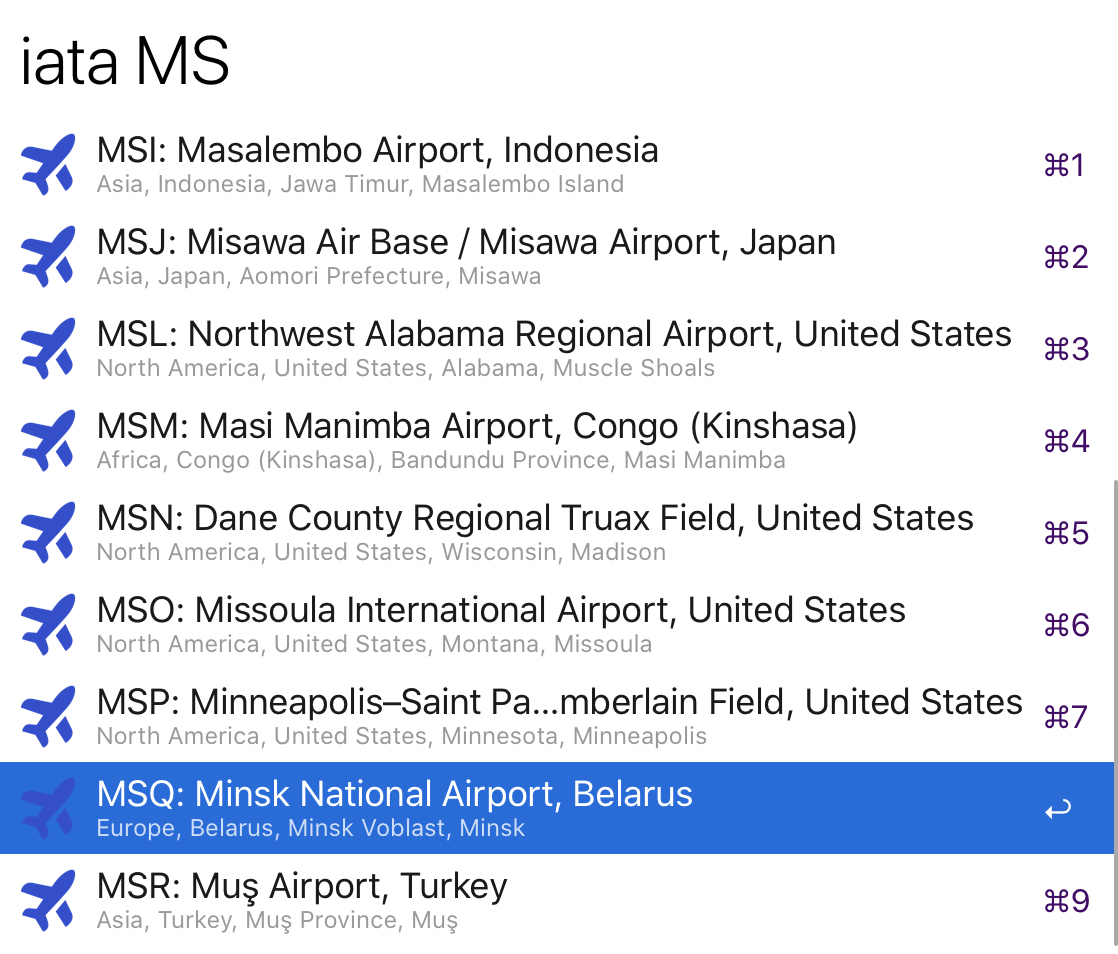 iata MS
MSI: Masalembo Airport, Indonesia
Asia, Indonesia, Jawa Timur, Masalembo Island
⌘1
MSJ: Misawa Air Base / Misawa Airport, Japan
Asia, Japan, Aomori Prefecture, Misawa
⌘2
MSL: Northwest Alabama Regional Airport, United States
North America, United States, Alabama, Muscle Shoals
⌘3
MSM: Masi Manimba Airport, Congo (Kinshasa)
Africa, Congo (Kinshasa), Bandundu Province, Masi Manimba
⌘4
MSN: Dane County Regional Truax Field, United States
North America, United States, Wisconsin, Madison
⌘5
MSO: Missoula International Airport, United States
North America, United States, Montana, Missoula
⌘6
MSP: Minneapolis–Saint Pa...mberlain Field, United States
North America, United States, Minnesota, Minneapolis
⌘7
MSQ: Minsk National Airport, Belarus
Europe, Belarus, Minsk Voblast, Minsk
MSR: Muş Airport, Turkey
Asia, Turkey, Muş Province, Muş
⌘9